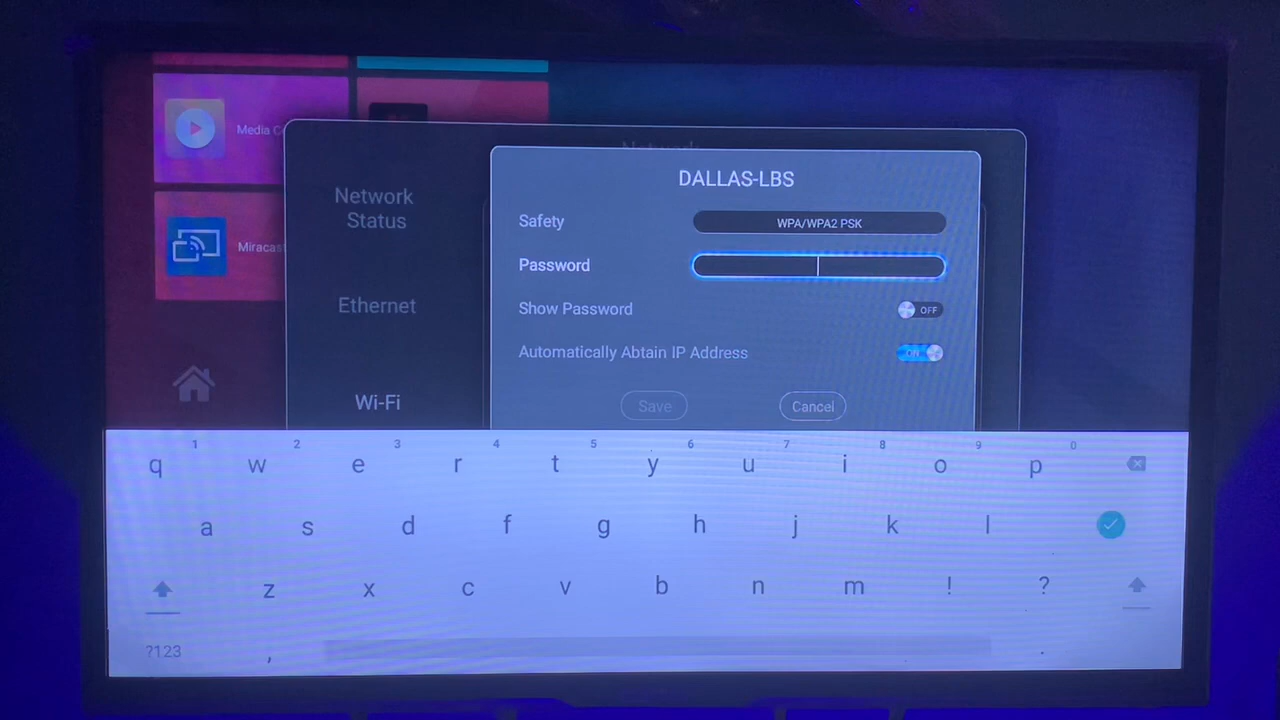 Media C
Miracas
Network
Status
Ethernet
Wi-Fi
DALLAS-LBS
Safety
WPA/WPA2 PSK
Password
Show Password
OFF
Automatically Abtain IP Address
ON
Save
Cancel
1 2 3 4 5 6 7 8 9 0
q w e r t y u i o p
a s d f g h j k l
z x c v b n m ! ?
?123 , .